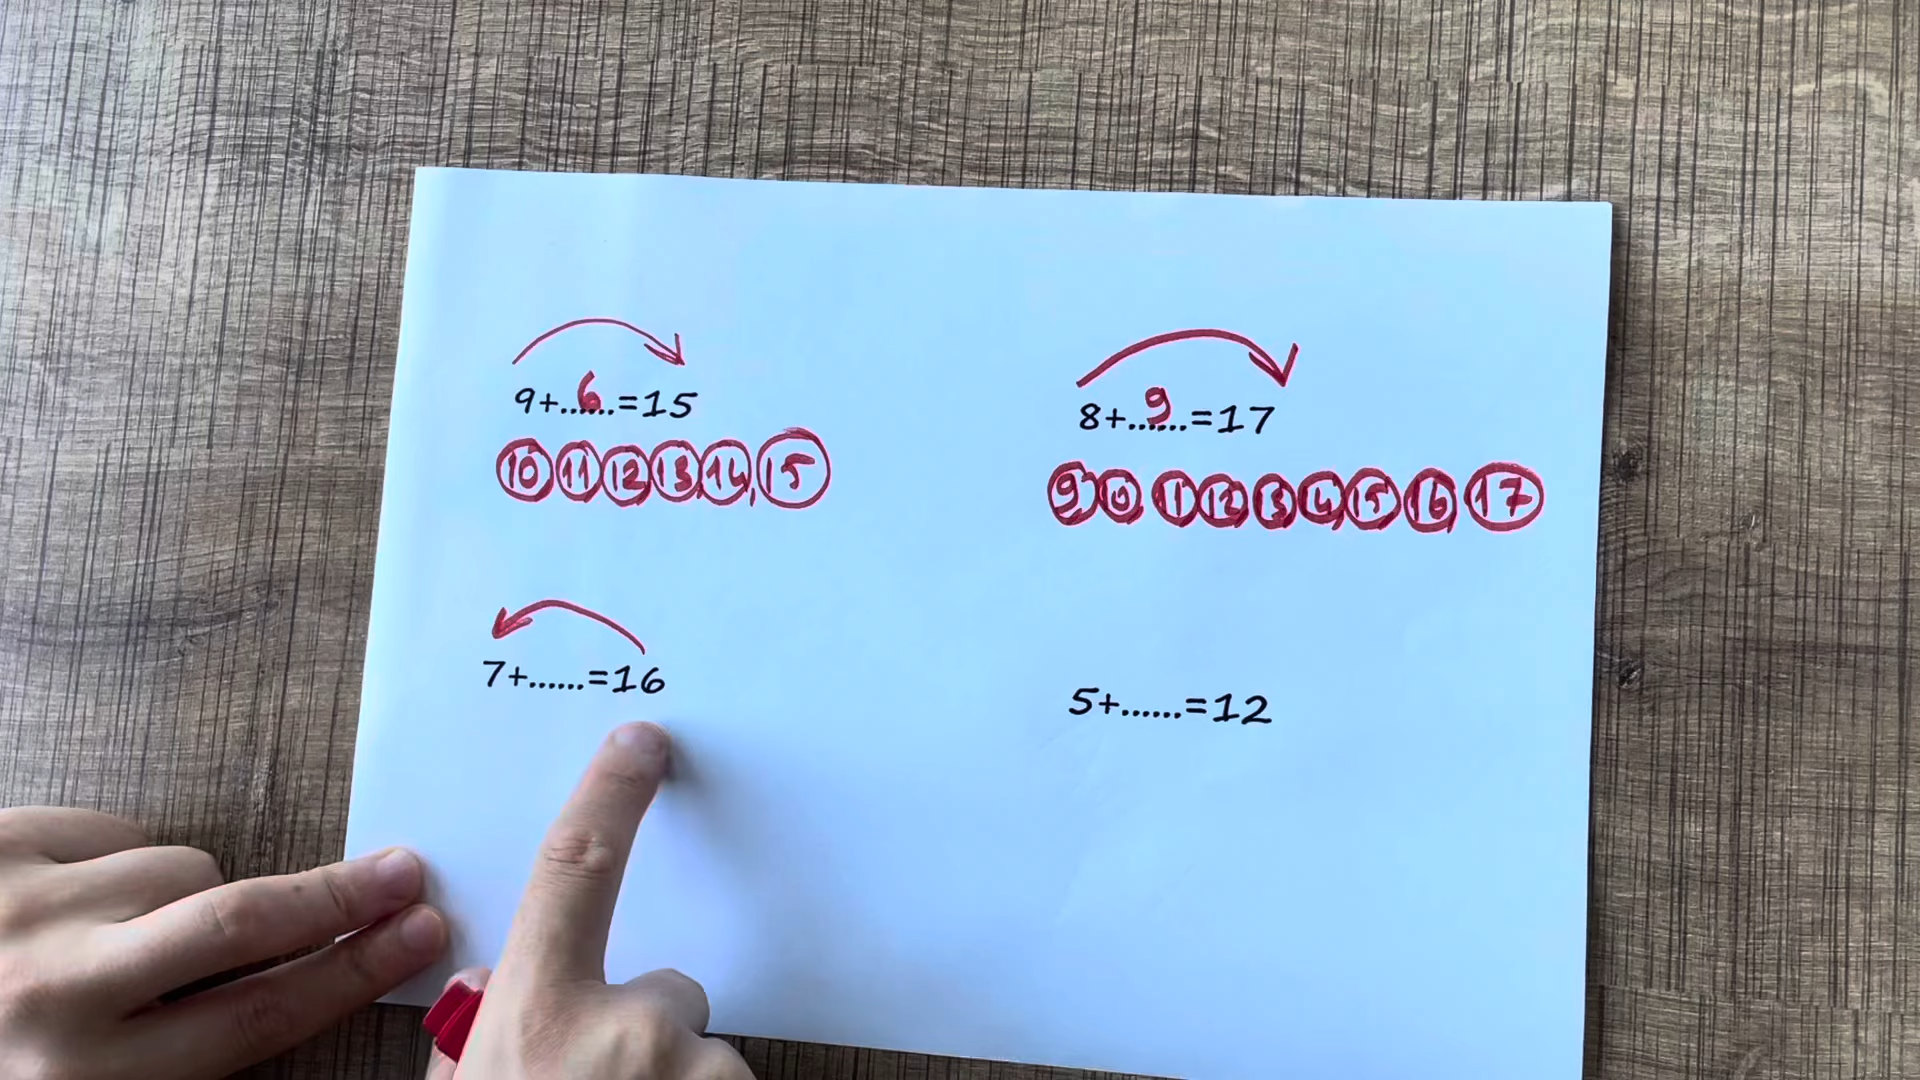 9+...6...=15
10 11 12 13 14, 15
8+...9...=17
9 10 11 12 13 14, 15 16 17
7+......=16
5+......=12